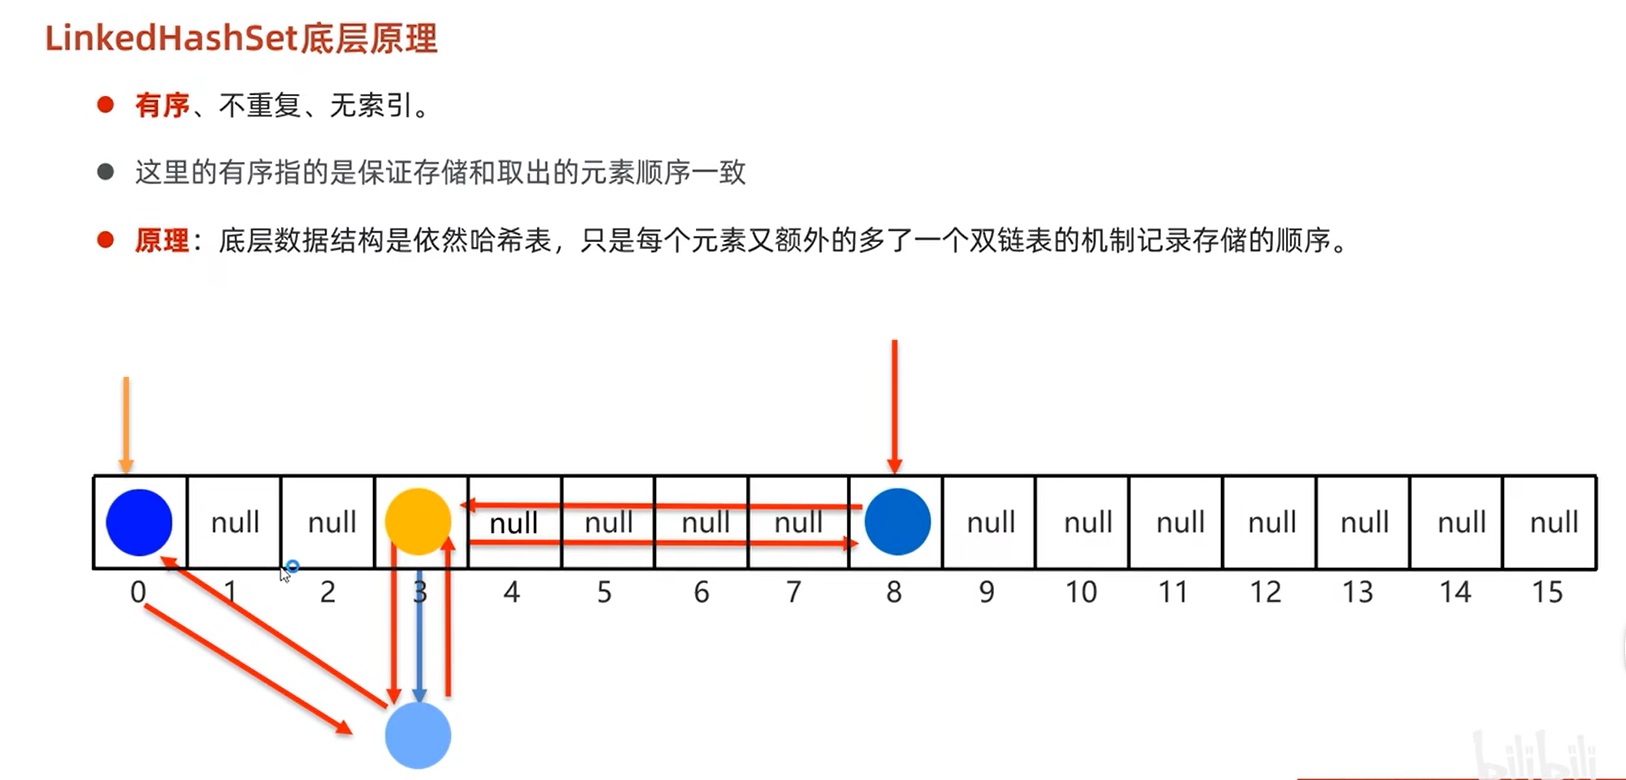 LinkedHashSet底层原理
有序、不重复、无索引。
这里的有序指的是保证存储和取出的元素顺序一致
原理：底层数据结构是依然哈希表，只是每个元素又额外的多了一个双链表的机制记录存储的顺序。
null null null null null null null null null null null null null
0 1 2 3 4 5 6 7 8 9 10 11 12 13 14 15
bilibili